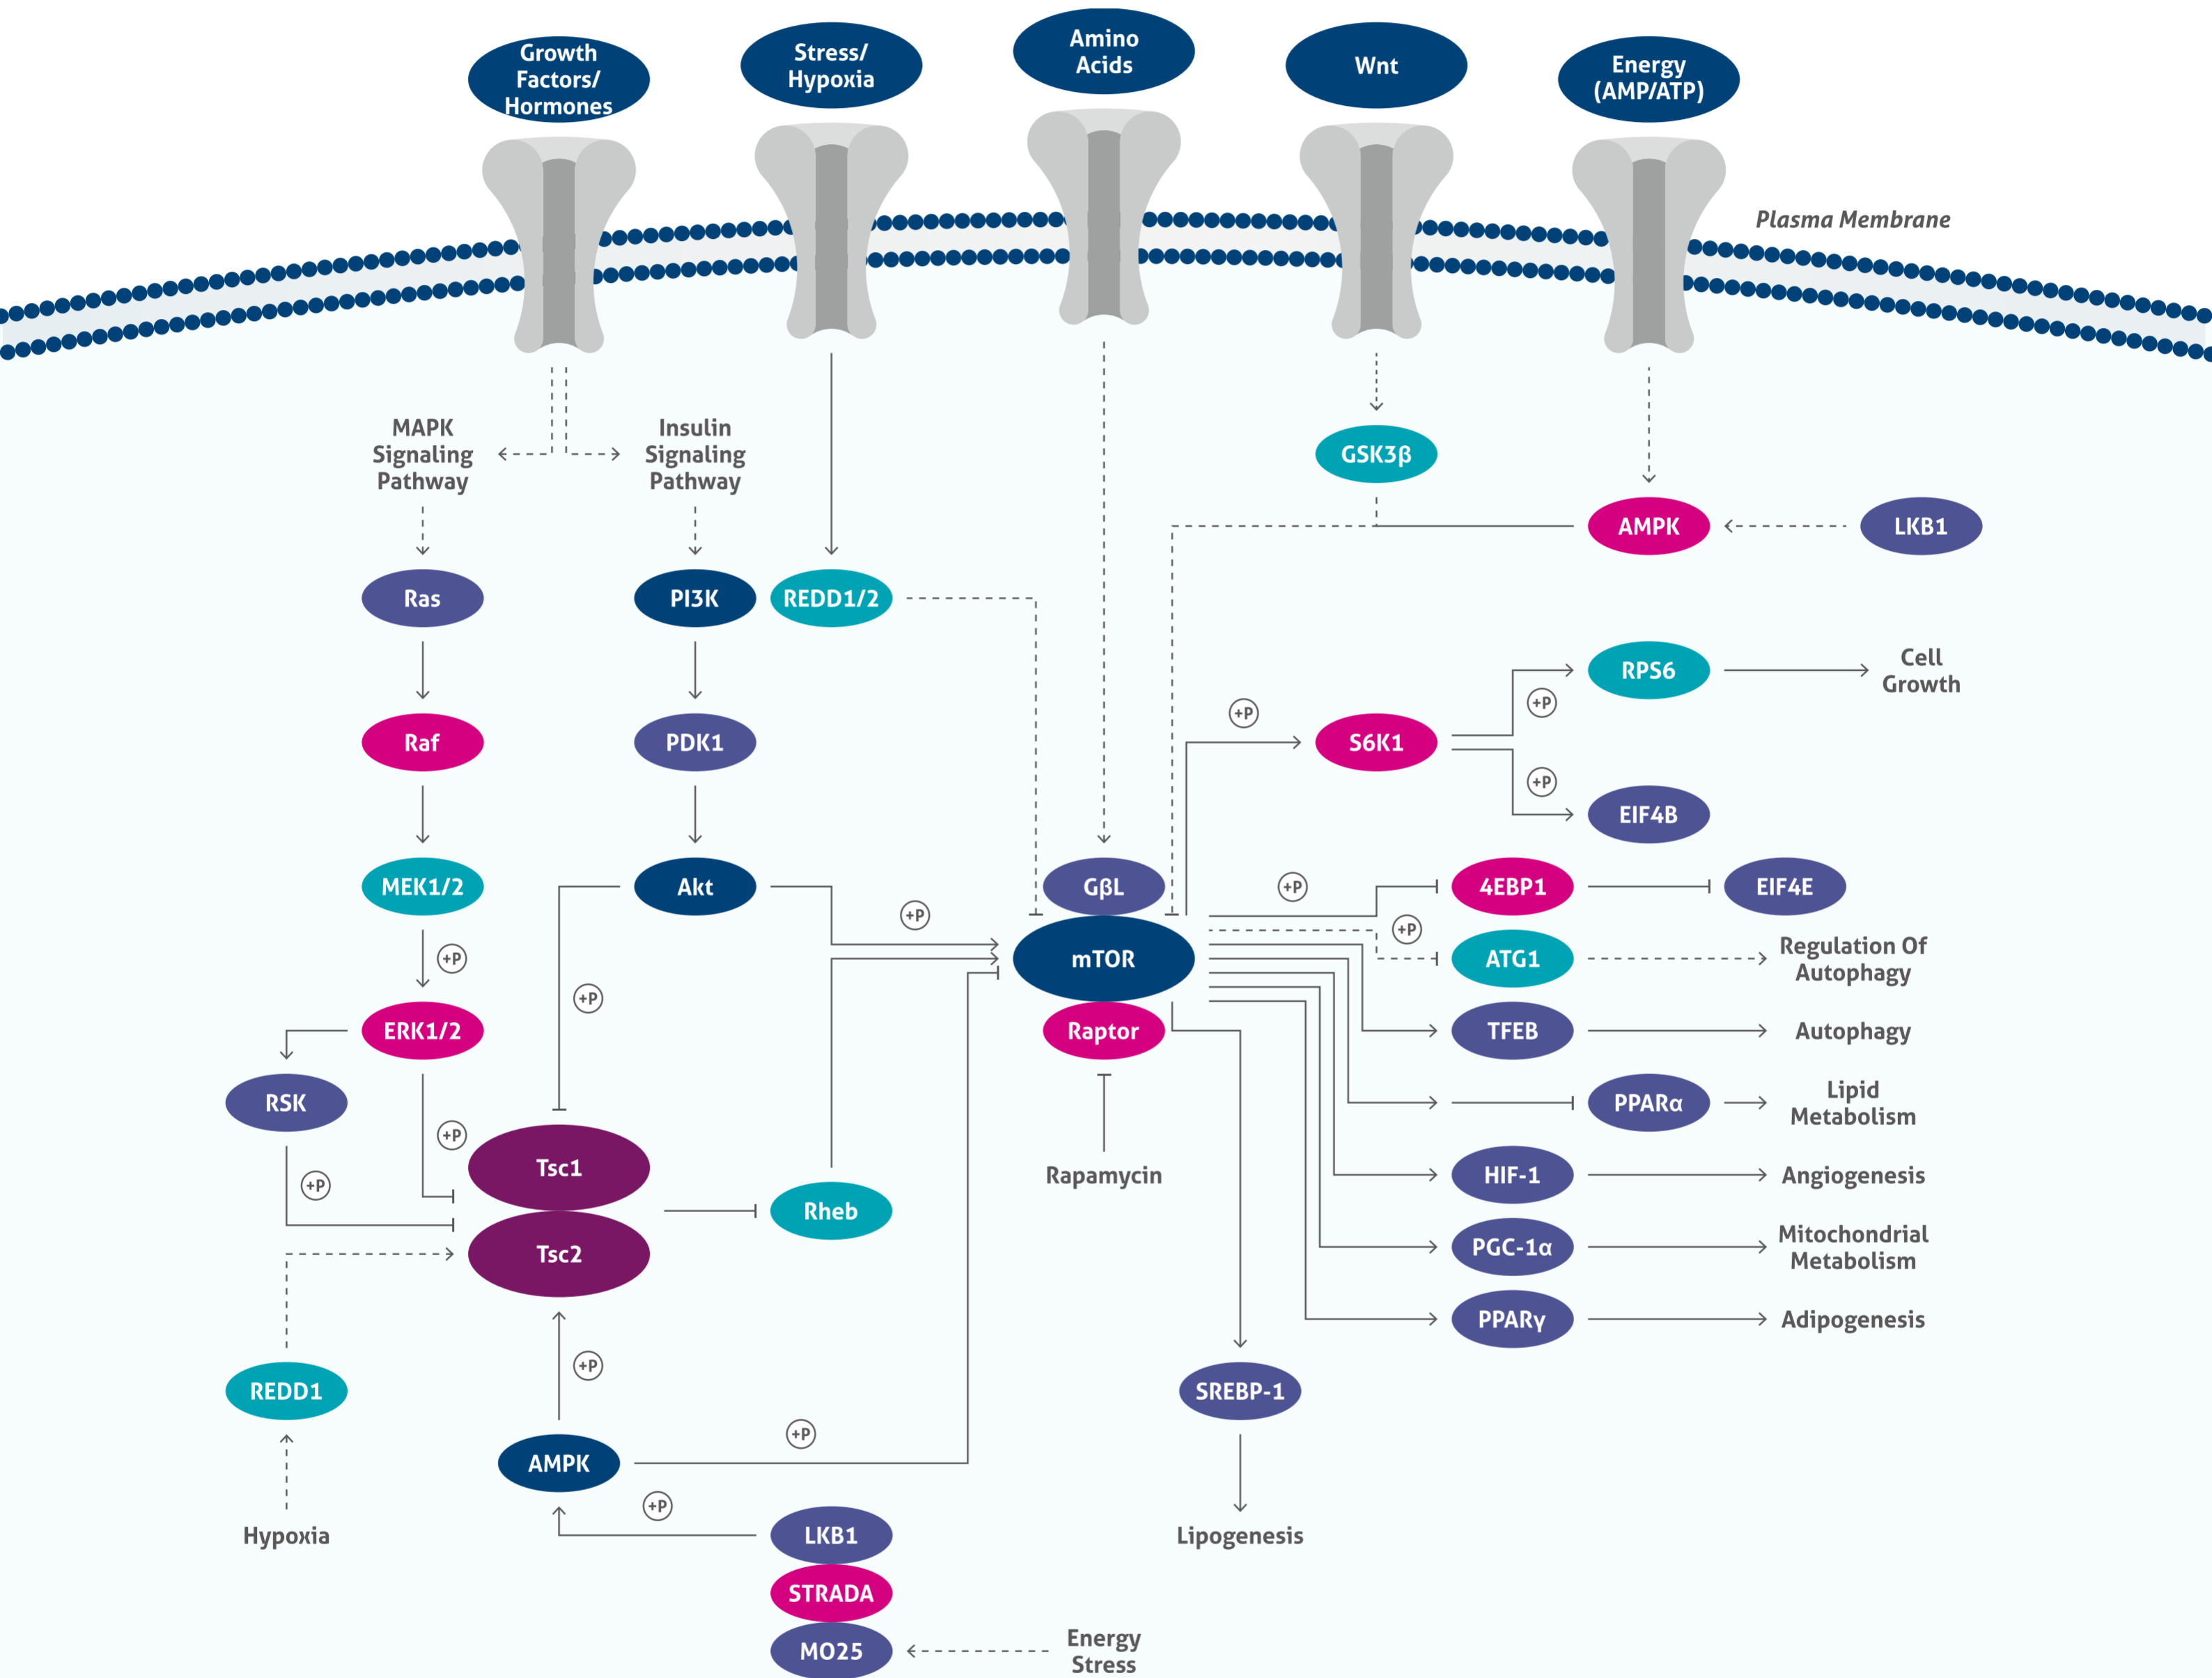 Growth
Factors/
Hormones
Stress/
Hypoxia
Amino
Acids
Wnt
Energy
(AMP/ATP)
Plasma Membrane
MAPK
Signaling
Pathway
Insulin
Signaling
Pathway
GSK3β
AMPK
LKB1
Ras
PI3K
REDD1/2
RPS6
Cell
Growth
+P
+P
Raf
PDK1
S6K1
+P
EIF4B
MEK1/2
Akt
GβL
+P
4EBP1
EIF4E
+P
+P
+P
mTOR
ATG1
Regulation Of
Autophagy
+P
ERK1/2
Raptor
TFEB
Autophagy
RSK
PPARα
Lipid
Metabolism
+P
+P
Tsc1
Rapamycin
HIF-1
Angiogenesis
Rheb
Tsc2
PGC-1α
Mitochondrial
Metabolism
PPARγ
Adipogenesis
+P
REDD1
SREBP-1
+P
AMPK
+P
Hypoxia
LKB1
Lipogenesis
STRADA
MO25
Energy
Stress